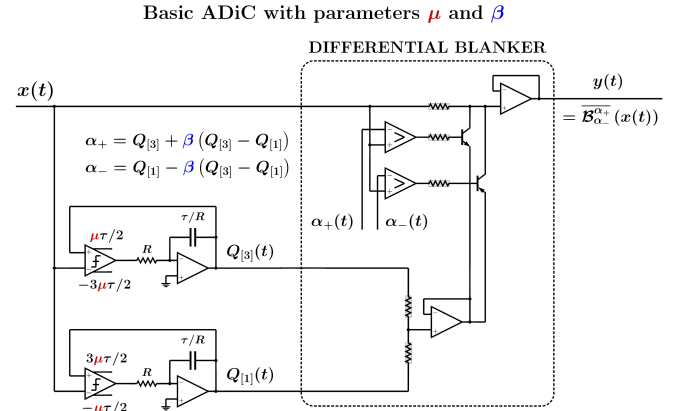 Basic ADiC with parameters μ and β
DIFFERENTIAL BLANKER
x(t)
y(t)
= \overline{𝓑^{α₊}_{α₋}}(x(t))
α₊ = Q[3] + β (Q[3] − Q[1])
α₋ = Q[1] − β (Q[3] − Q[1])
α₊(t) α₋(t)
τ/R
μτ/2
R
Q[3](t)
−3μτ/2
τ/R
3μτ/2
R
Q[1](t)
−μτ/2